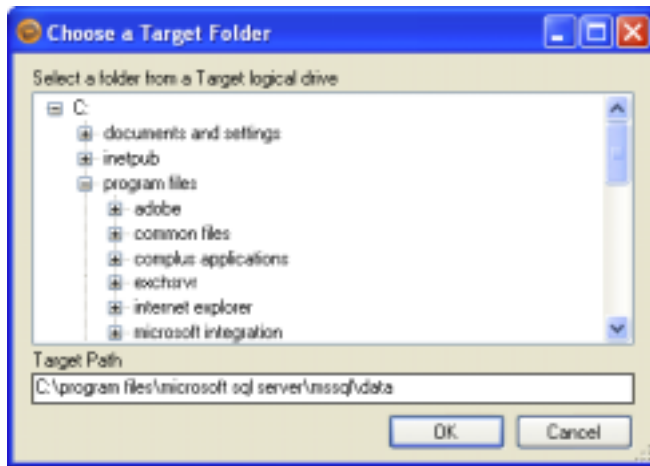 Choose a Target Folder
Select a folder from a Target logical drive
C:
documents and settings
inetpub
program files
adobe
common files
complus applications
exchsrvr
internet explorer
microsoft integration
Target Path
C:\program files\microsoft sql server\mssql\data
OK Cancel